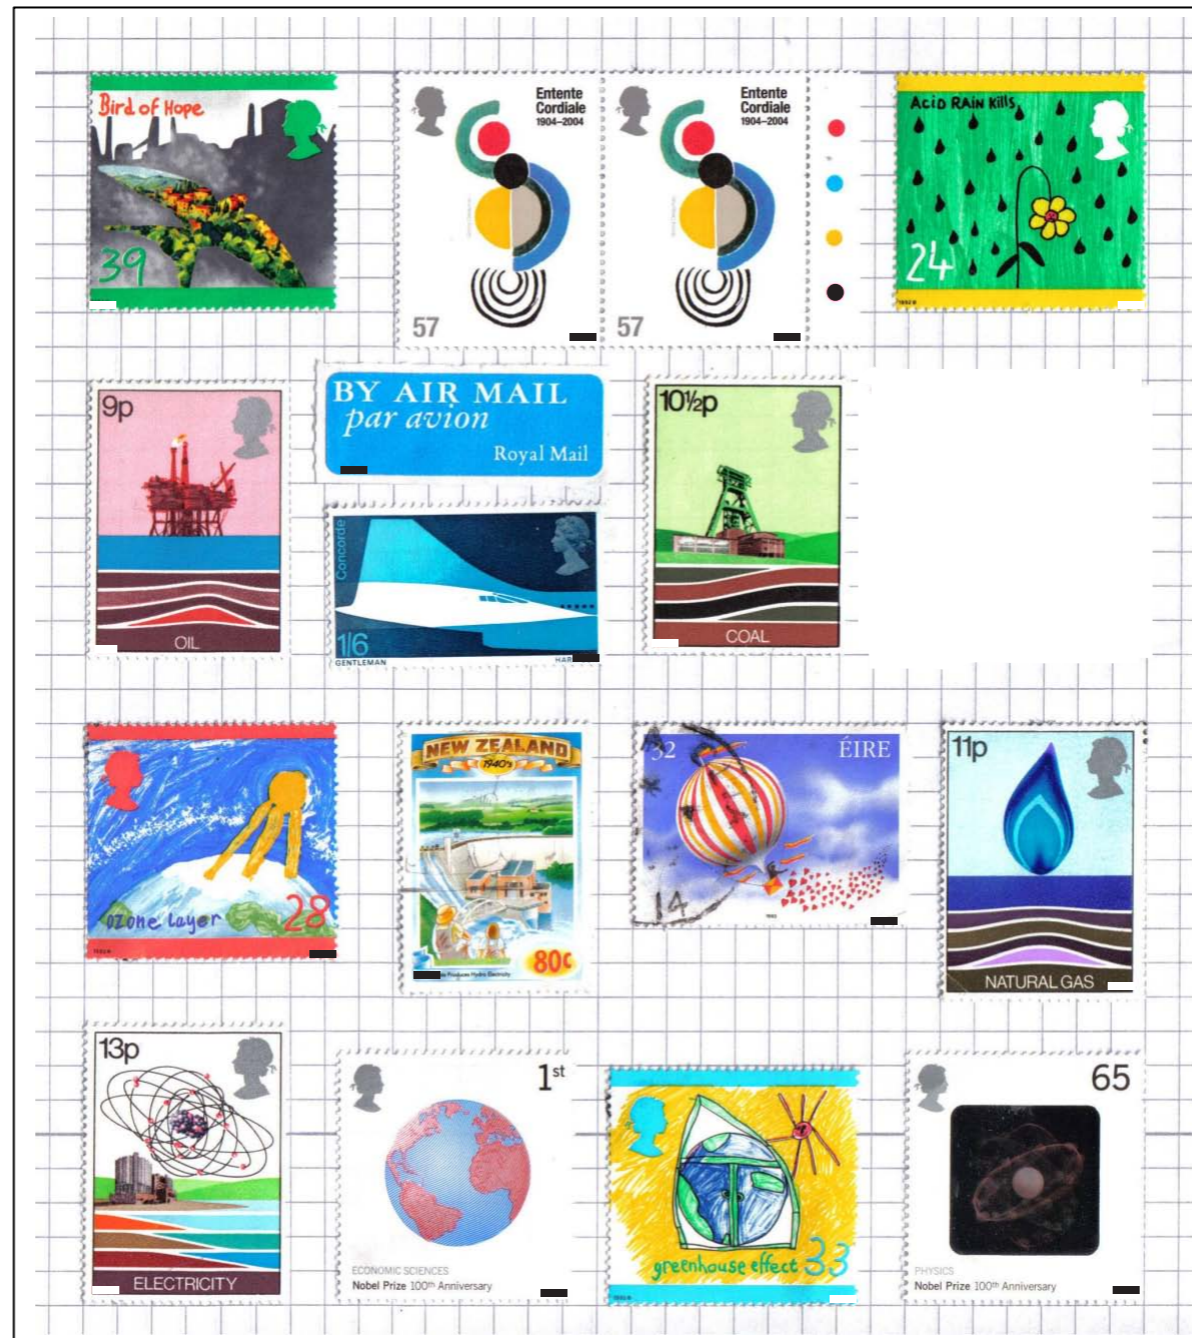 Bird of Hope
39
Entente
Cordiale
1904–2004
57
Entente
Cordiale
1904–2004
57
ACiD RAiN Kills
24
9p
OIL
BY AIR MAIL
par avion
Royal Mail
Concorde
1/6
GENTLEMAN
10½p
COAL
ozone layer
28
NEW ZEALAND
1940's
Produces Hydro Electricity
80c
32
ÉIRE
14
11p
NATURAL GAS
13p
ELECTRICITY
1st
ECONOMIC SCIENCES
Nobel Prize 100th Anniversary
greenhouse effect 33
65
PHYSICS
Nobel Prize 100th Anniversary